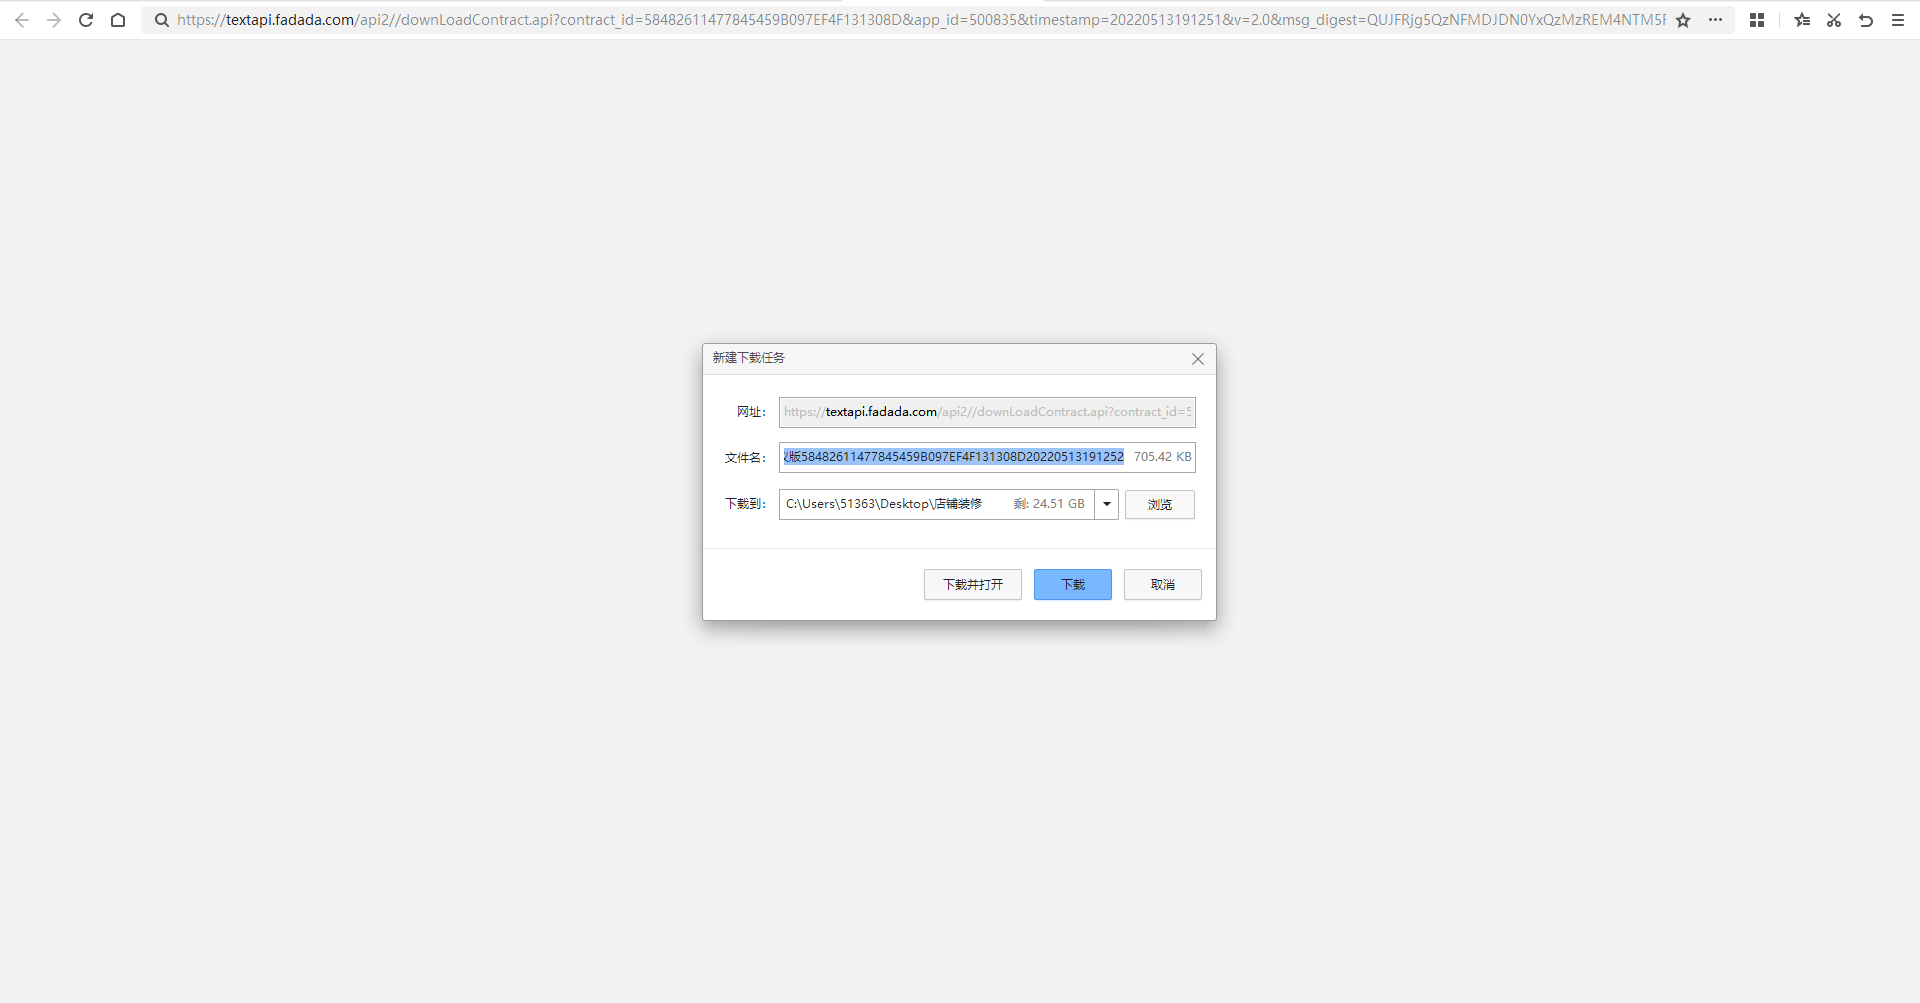 https://textapi.fadada.com/api2//downLoadContract.api?contract_id=58482611477845459B097EF4F131308D&app_id=500835&timestamp=20220513191251&v=2.0&msg_digest=QUJFRjg5QzNFMDJDN0YxQzMzREM4NTM5F
新建下载任务
网址： https://textapi.fadada.com/api2//downLoadContract.api?contract_id=5
文件名： 版58482611477845459B097EF4F131308D20220513191252 705.42 KB
下载到： C:\Users\51363\Desktop\店铺装修 剩: 24.51 GB 浏览
下载并打开 下载 取消